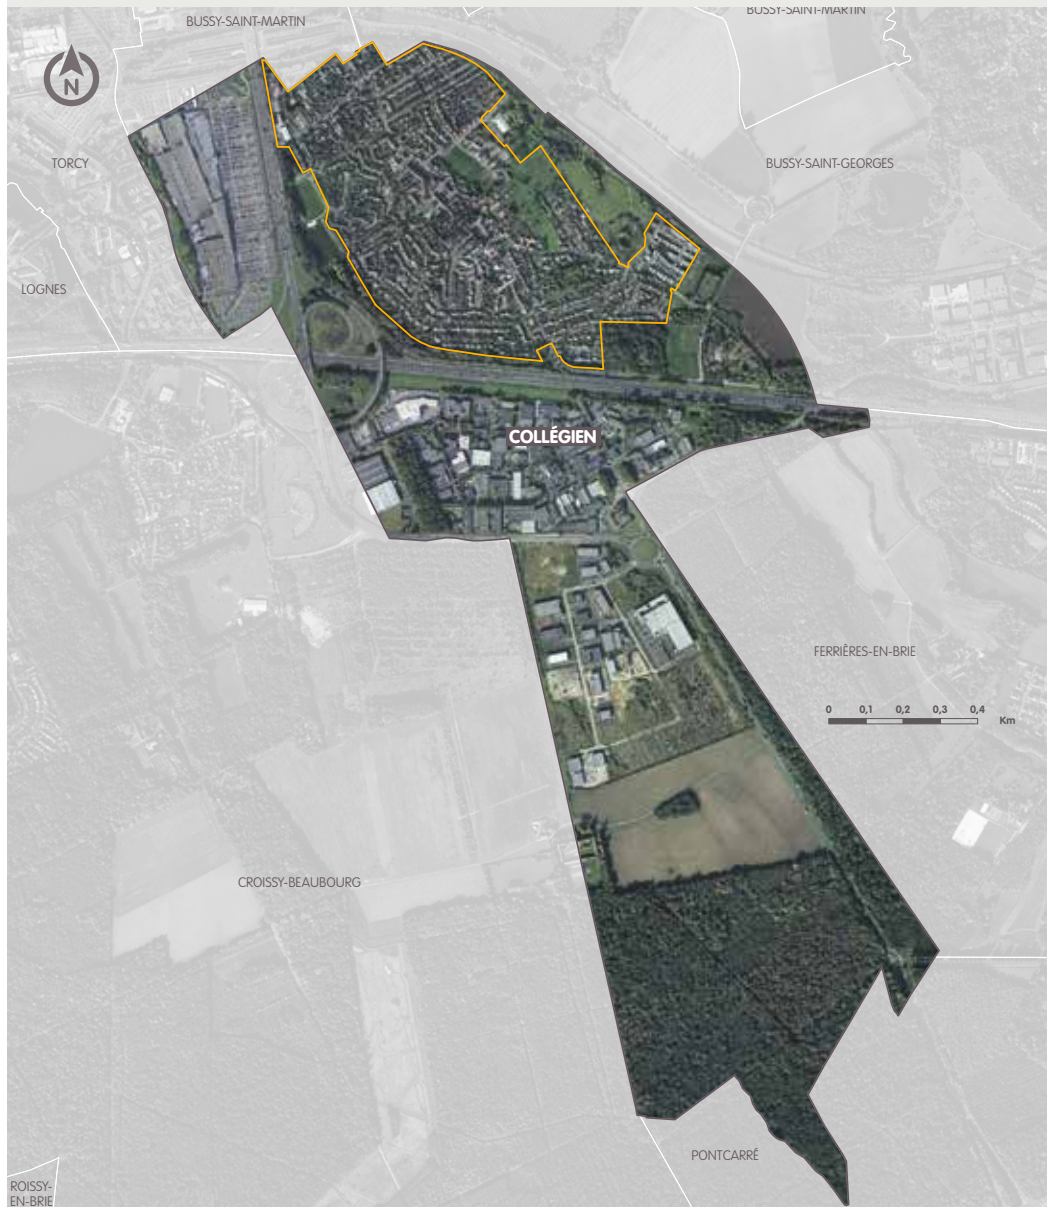 BUSSY-SAINT-MARTIN
BUSSY-SAINT-MARTIN
N
TORCY
BUSSY-SAINT-GEORGES
LOGNES
COLLÉGIEN
FERRIÈRES-EN-BRIE
0 0,1 0,2 0,3 0,4
Km
CROISSY-BEAUBOURG
PONTCARRÉ
ROISSY-
EN-BRIE